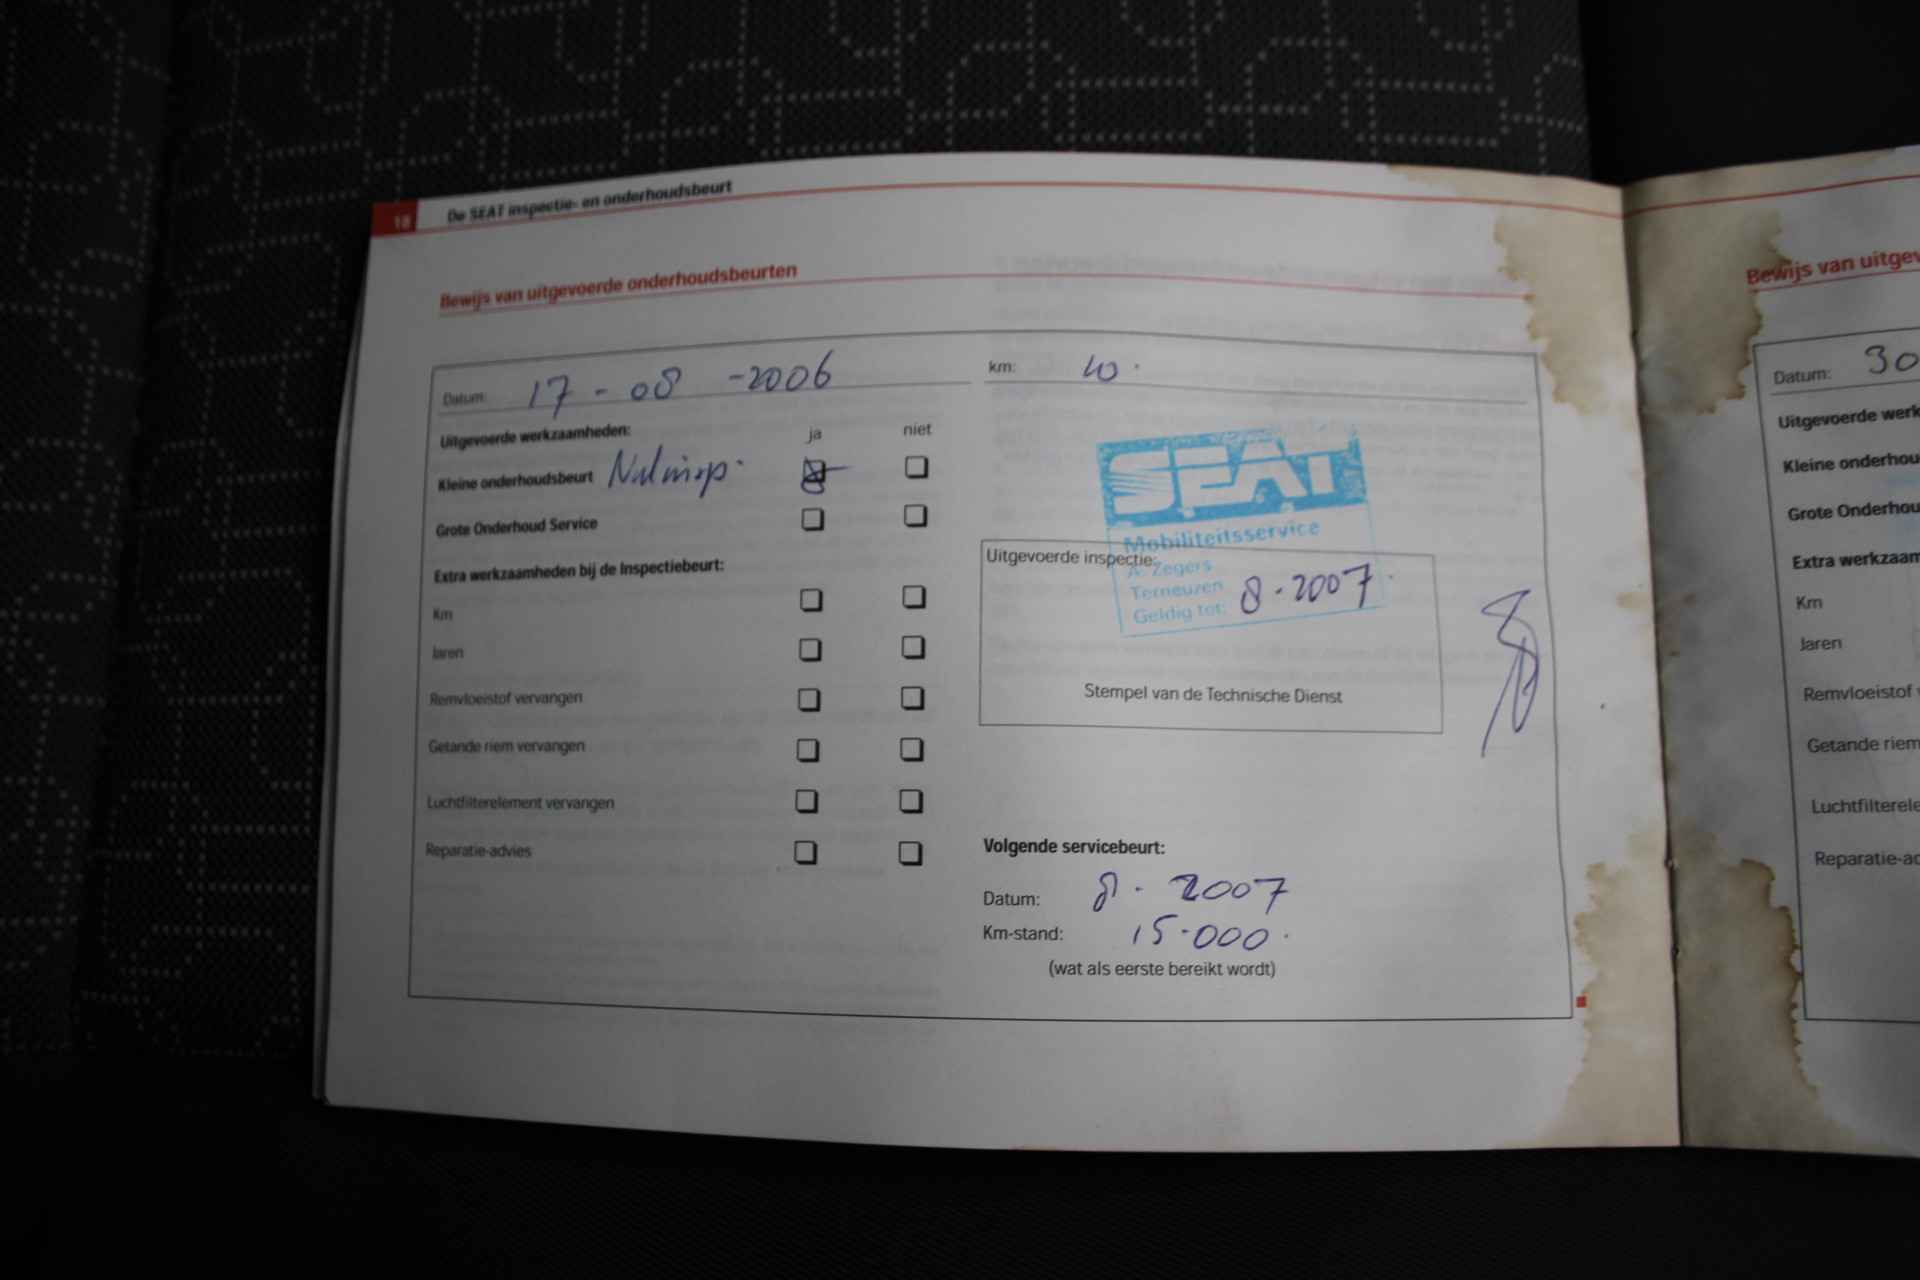 18 De SEAT inspectie- en onderhoudsbeurt
Bewijs van uitgevoerde onderhoudsbeurten
Datum: 17-08-2006
km: 10.
Uitgevoerde werkzaamheden:
ja niet
Kleine onderhoudsbeurt
Grote Onderhoud Service
Extra werkzaamheden bij de Inspectiebeurt:
Km
Jaren
Remvloeistof vervangen
Getande riem vervangen
Luchtfilterelement vervangen
Reparatie-advies
SEAT
Mobiliteitsservice
A. Zegers
Terneuzen
Geldig tot: 8-2007.
Uitgevoerde inspectie:
Stempel van de Technische Dienst
Volgende servicebeurt:
Datum: 8-2007
Km-stand: 15.000.
(wat als eerste bereikt wordt)
Bewijs van uitgev
Datum: 30
Uitgevoerde werk
Kleine onderhou
Grote Onderhou
Extra werkzaam
Km
Jaren
Remvloeistof v
Getande riem
Luchtfilterele
Reparatie-ad